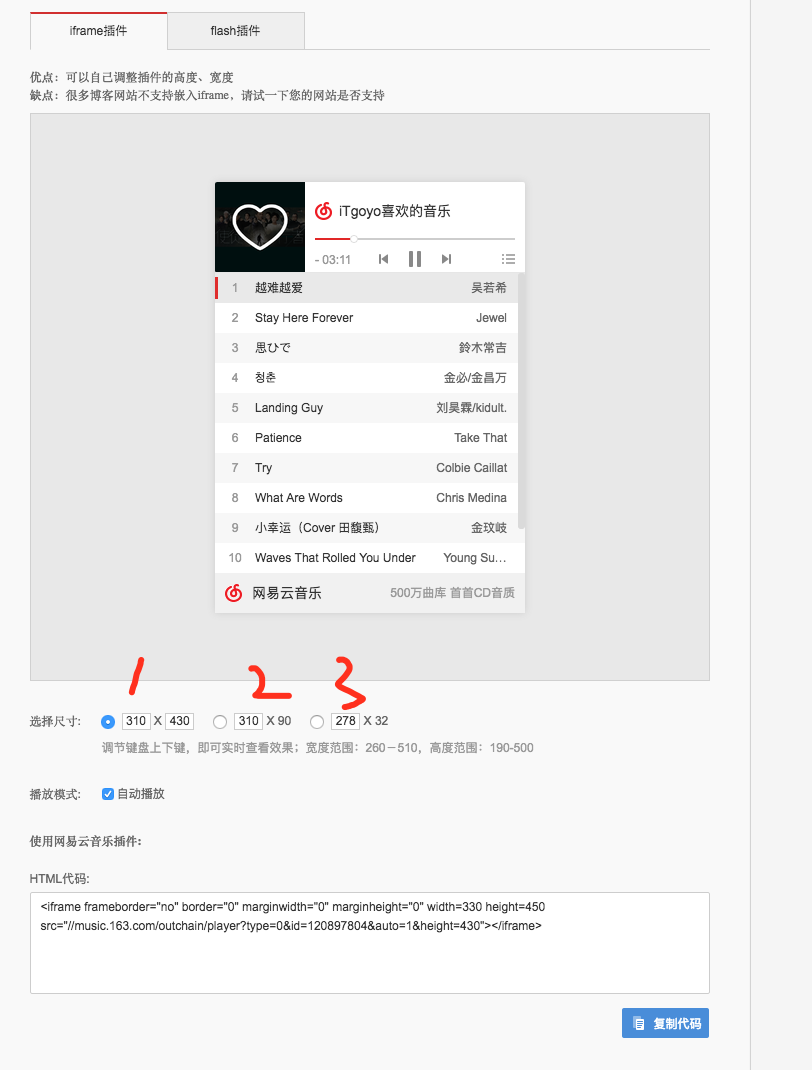 iframe插件 flash插件
优点：可以自己调整插件的高度、宽度
缺点：很多博客网站不支持嵌入iframe，请试一下您的网站是否支持
iTgoyo喜欢的音乐
- 03:11
1 越难越爱 吴若希
2 Stay Here Forever Jewel
3 思ひで 鈴木常吉
4 청춘 金必/金昌万
5 Landing Guy 刘昊霖/kidult.
6 Patience Take That
7 Try Colbie Caillat
8 What Are Words Chris Medina
9 小幸运（Cover 田馥甄） 金玟岐
10 Waves That Rolled You Under Young Su…
网易云音乐 500万曲库 首首CD音质
1 2 3
选择尺寸: 310 X 430 310 X 90 278 X 32
调节键盘上下键，即可实时查看效果；宽度范围：260－510，高度范围：190-500
播放模式: 自动播放
使用网易云音乐插件:
HTML代码:
<iframe frameborder="no" border="0" marginwidth="0" marginheight="0" width=330 height=450
src="//music.163.com/outchain/player?type=0&id=120897804&auto=1&height=430"></iframe>
复制代码